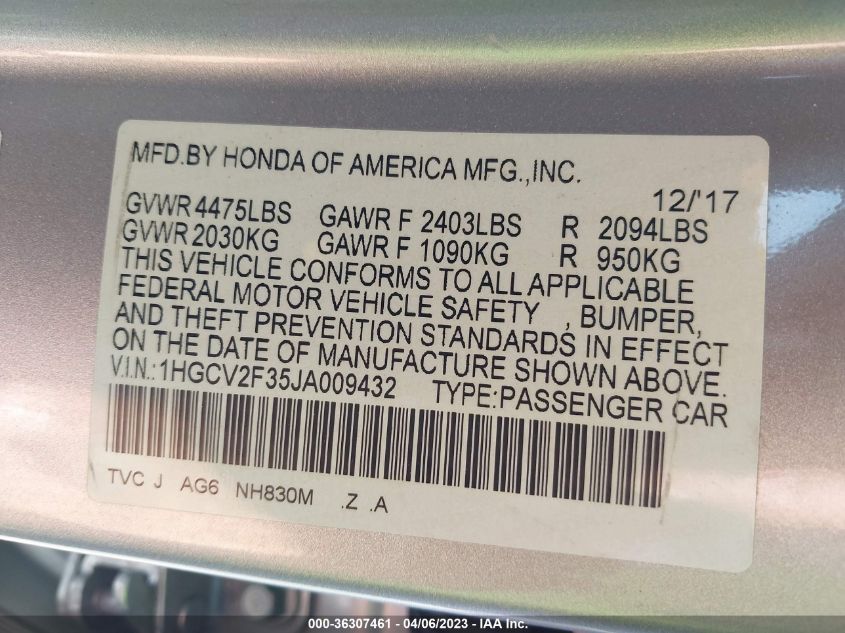 MFD.BY HONDA OF AMERICA MFG.,INC.
12/'17
GVWR 4475LBS GAWR F 2403LBS R 2094LBS
GVWR 2030KG GAWR F 1090KG R 950KG
THIS VEHICLE CONFORMS TO ALL APPLICABLE
FEDERAL MOTOR VEHICLE SAFETY , BUMPER,
AND THEFT PREVENTION STANDARDS IN EFFECT
ON THE DATE OF MANUFACTURE SHOWN ABOVE.
V.I.N.:1HGCV2F35JA009432 TYPE:PASSENGER CAR
TVC J AG6 NH830M .Z .A
000-36307461 - 04/06/2023 - IAA Inc.